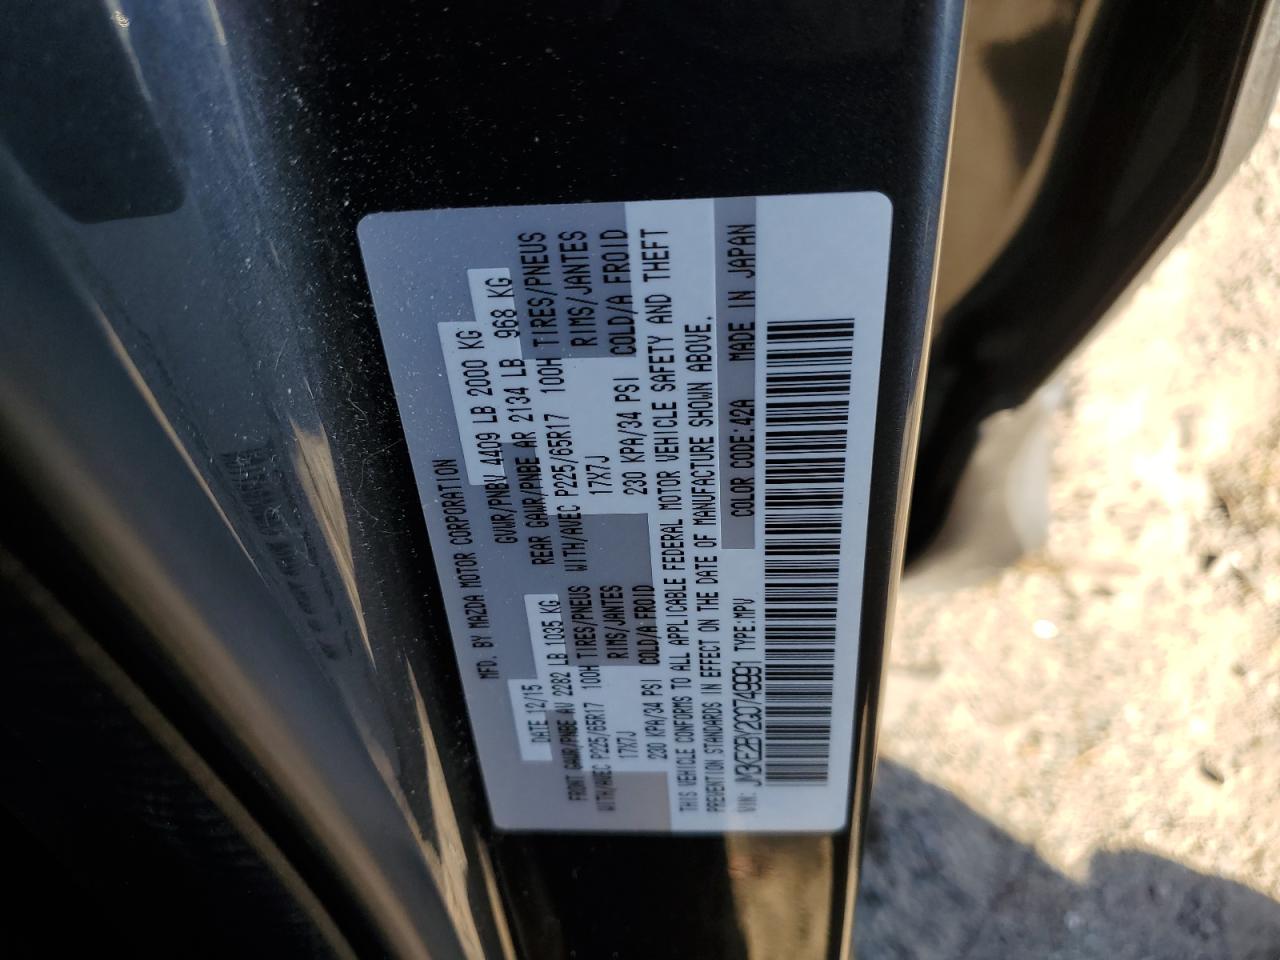 MFD. BY MAZDA MOTOR CORPORATION
DATE 12/15 GVWR/PNBV 4409 LB 2000 KG
FRONT GAWR/PNBE AV 2282 LB 1035 KG REAR GAWR/PNBE AR 2134 LB 968 KG
WITH/AVEC P225/65R17 100H TIRES/PNEUS WITH/AVEC P225/65R17 100H TIRES/PNEUS
17X7J RIMS/JANTES 17X7J RIMS/JANTES
230 KPA/34 PSI COLD/A FROID 230 KPA/34 PSI COLD/A FROID
THIS VEHICLE CONFORMS TO ALL APPLICABLE FEDERAL MOTOR VEHICLE SAFETY AND THEFT
PREVENTION STANDARDS IN EFFECT ON THE DATE OF MANUFACTURE SHOWN ABOVE.
VIN: JM3KE2BY2G0749991 TYPE:MPV COLOR CODE:42A MADE IN JAPAN